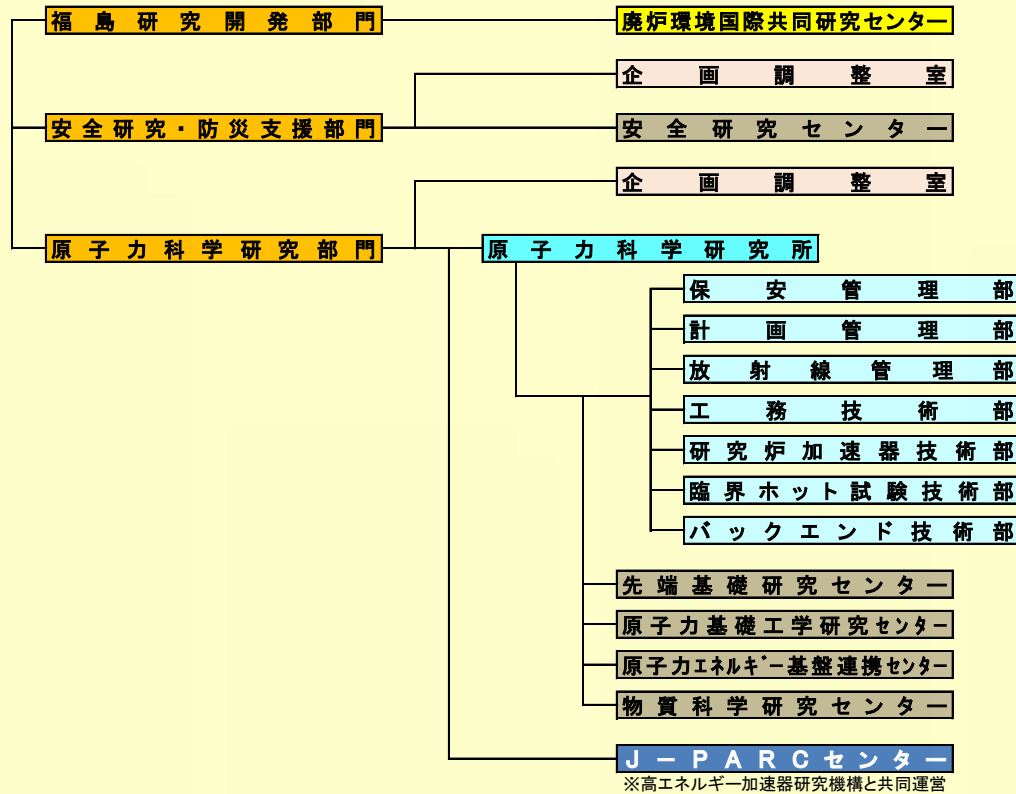 福島研究開発部門
廃炉環境国際共同研究センター
企画調整室
安全研究・防災支援部門
安全研究センター
企画調整室
原子力科学研究部門
原子力科学研究所
保安管理部
計画管理部
放射線管理部
工務技術部
研究炉加速器技術部
臨界ホット試験技術部
バックエンド技術部
先端基礎研究センター
原子力基礎工学研究センター
原子力エネルギー基盤連携センター
物質科学研究センター
J－PARCセンター
※高エネルギー加速器研究機構と共同運営